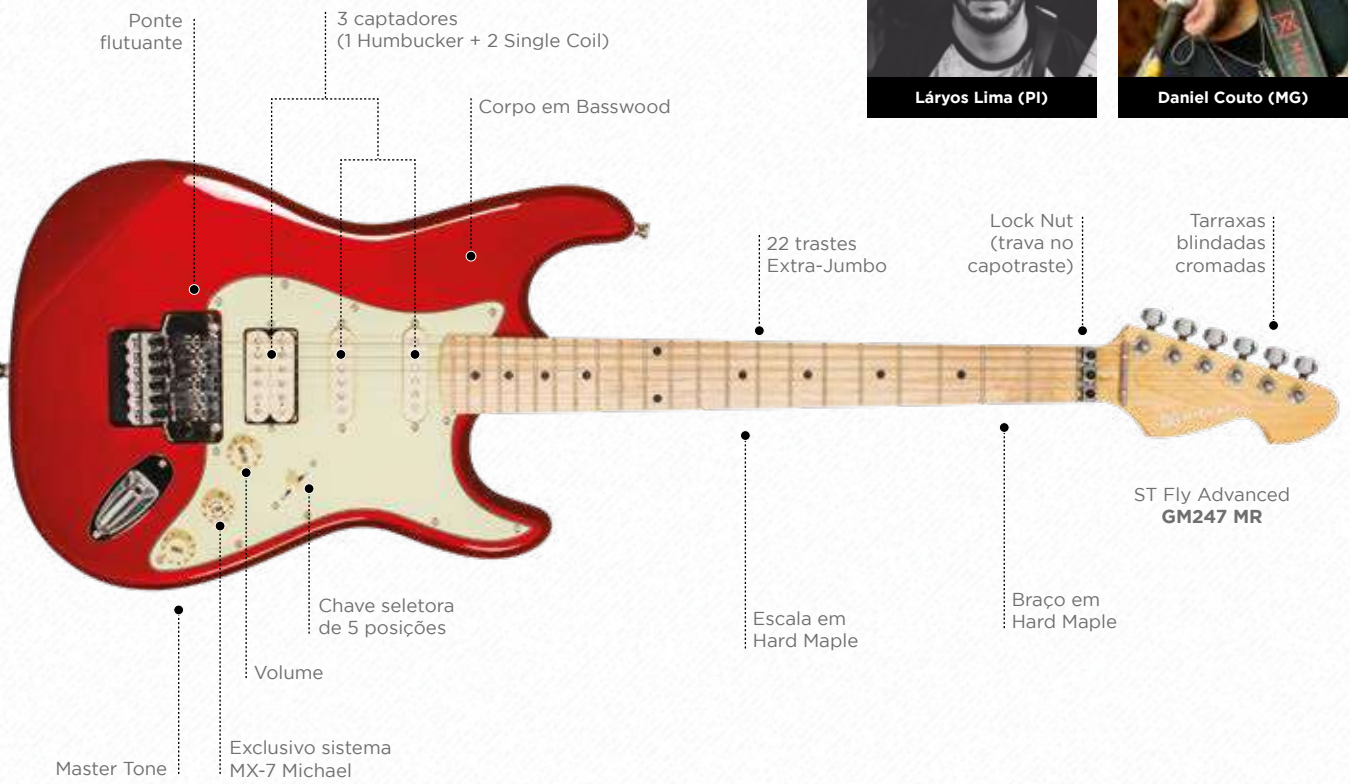 Ponte
flutuante
3 captadores
(1 Humbucker + 2 Single Coil)
Corpo em Basswood
Láryos Lima (PI)
Daniel Couto (MG)
22 trastes
Extra-Jumbo
Lock Nut
(trava no
capotraste)
Tarraxas
blindadas
cromadas
ST Fly Advanced
GM247 MR
Chave seletora
de 5 posições
Volume
Escala em
Hard Maple
Braço em
Hard Maple
Master Tone
Exclusivo sistema
MX-7 Michael